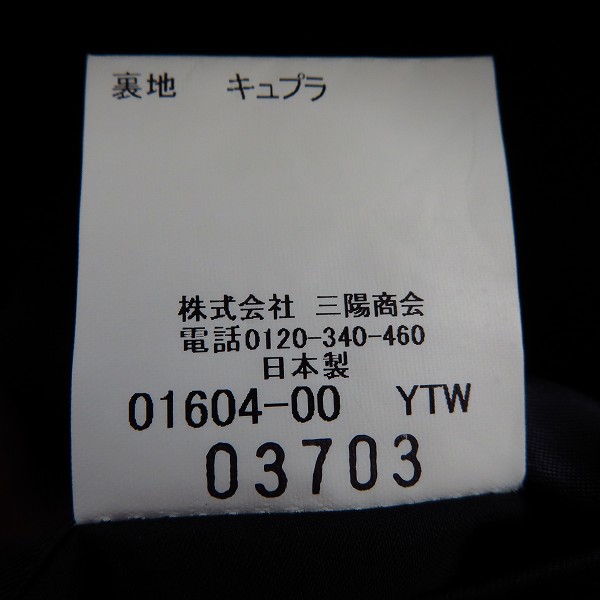 裏地　キュプラ
株式会社 三陽商会
電話0120-340-460
日本製
01604-00 YTW
03703